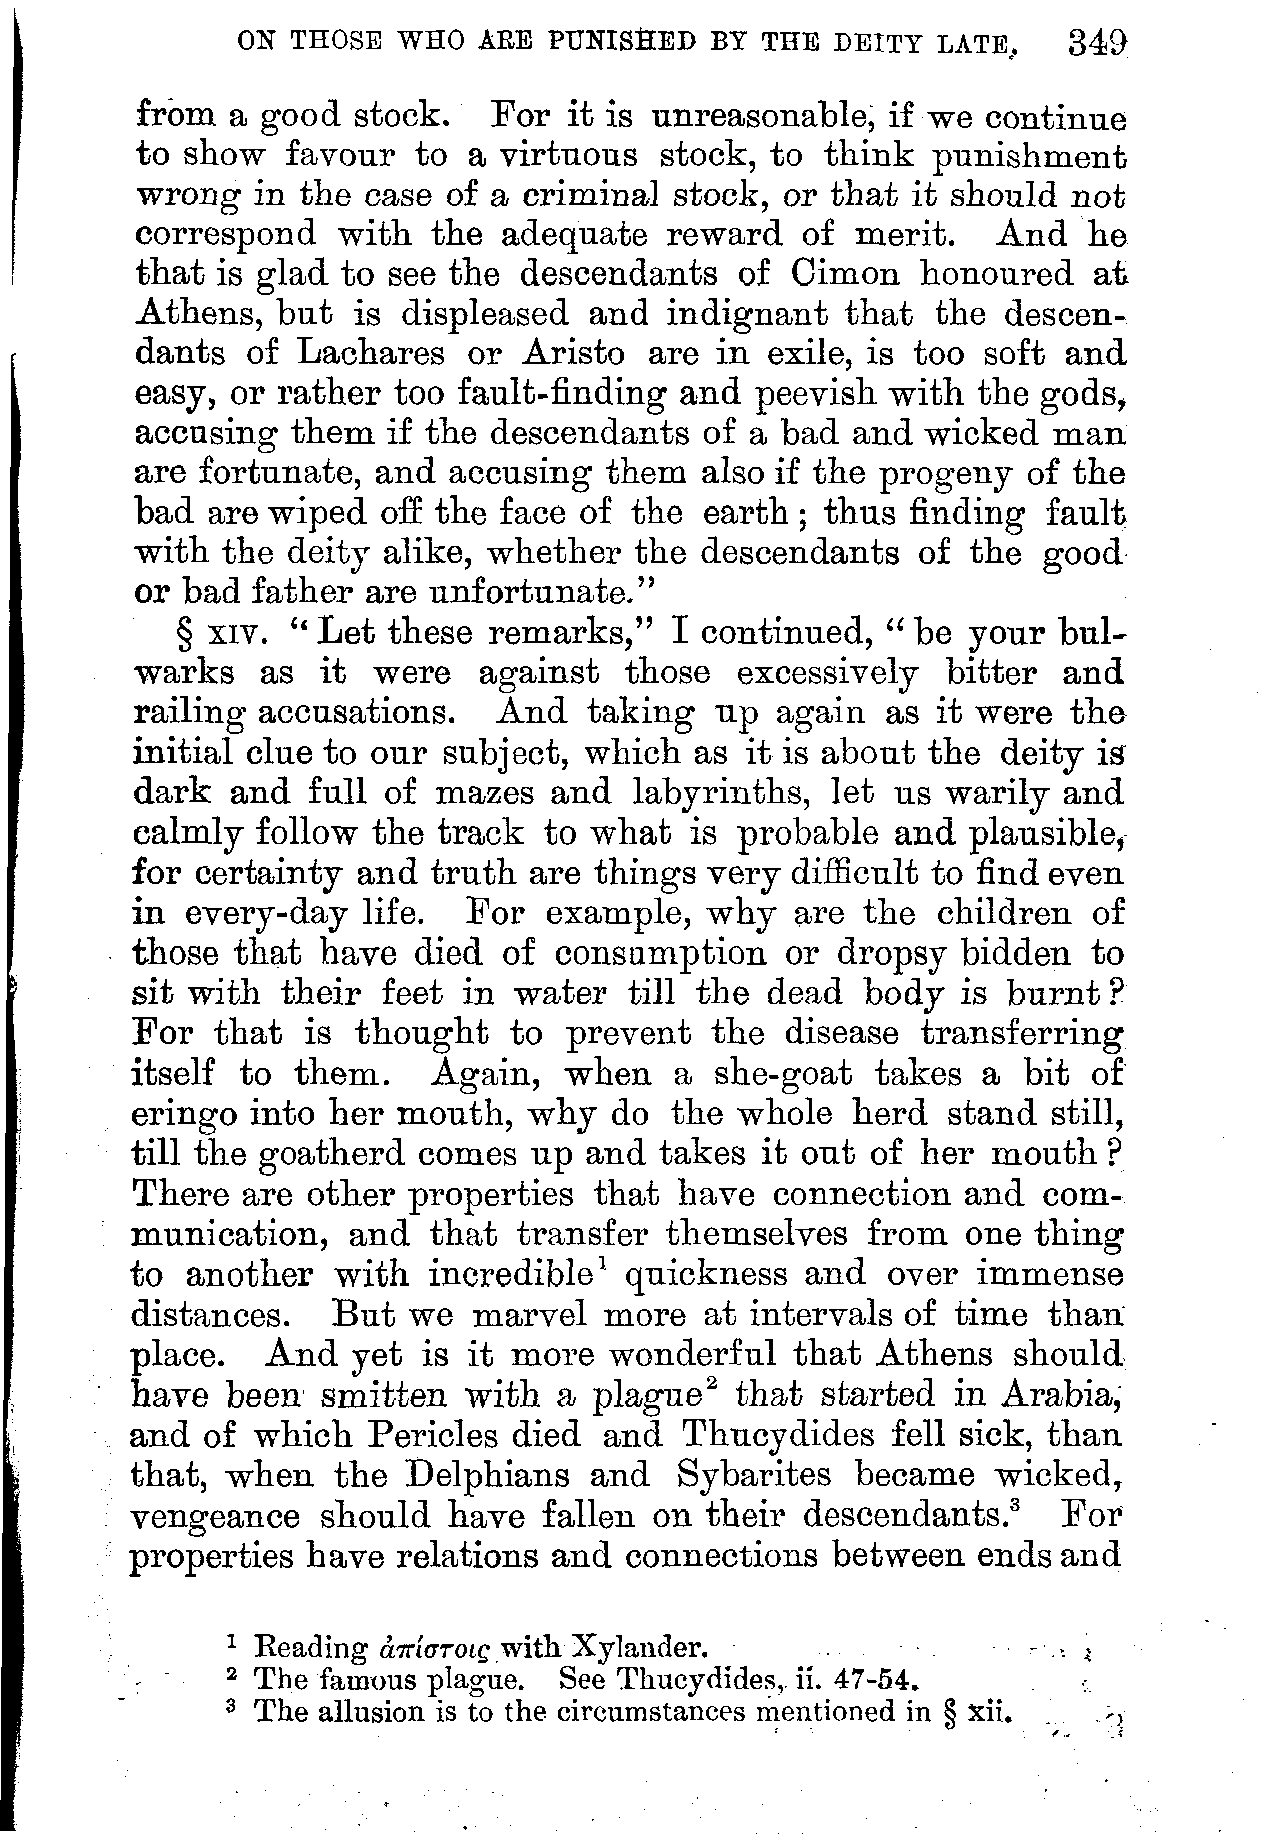 ON THOSE WHO ARE PUNISHED BY THE DEITY LATE. 349
from a good stock. For it is unreasonable, if we continue
to show favour to a virtuous stock, to think punishment
wrong in the case of a criminal stock, or that it should not
correspond with the adequate reward of merit. And he
that is glad to see the descendants of Cimon honoured at
Athens, but is displeased and indignant that the descen-
dants of Lachares or Aristo are in exile, is too soft and
easy, or rather too fault-finding and peevish with the gods,
accusing them if the descendants of a bad and wicked man
are fortunate, and accusing them also if the progeny of the
bad are wiped off the face of the earth; thus finding fault
with the deity alike, whether the descendants of the good
or bad father are unfortunate."
§ XIV. "Let these remarks," I continued, "be your bul-
warks as it were against those excessively bitter and
railing accusations. And taking up again as it were the
initial clue to our subject, which as it is about the deity is
dark and full of mazes and labyrinths, let us warily and
calmly follow the track to what is probable and plausible,
for certainty and truth are things very difficult to find even
in every-day life. For example, why are the children of
those that have died of consumption or dropsy bidden to
sit with their feet in water till the dead body is burnt?
For that is thought to prevent the disease transferring
itself to them. Again, when a she-goat takes a bit of
eringo into her mouth, why do the whole herd stand still,
till the goatherd comes up and takes it out of her mouth?
There are other properties that have connection and com-
munication, and that transfer themselves from one thing
to another with incredible¹ quickness and over immense
distances. But we marvel more at intervals of time than
place. And yet is it more wonderful that Athens should
have been smitten with a plague² that started in Arabia,
and of which Pericles died and Thucydides fell sick, than
that, when the Delphians and Sybarites became wicked,
vengeance should have fallen on their descendants.³ For
properties have relations and connections between ends and
¹ Reading ἀπίστοις with Xylander.
² The famous plague. See Thucydides, ii. 47-54.
³ The allusion is to the circumstances mentioned in § xii.